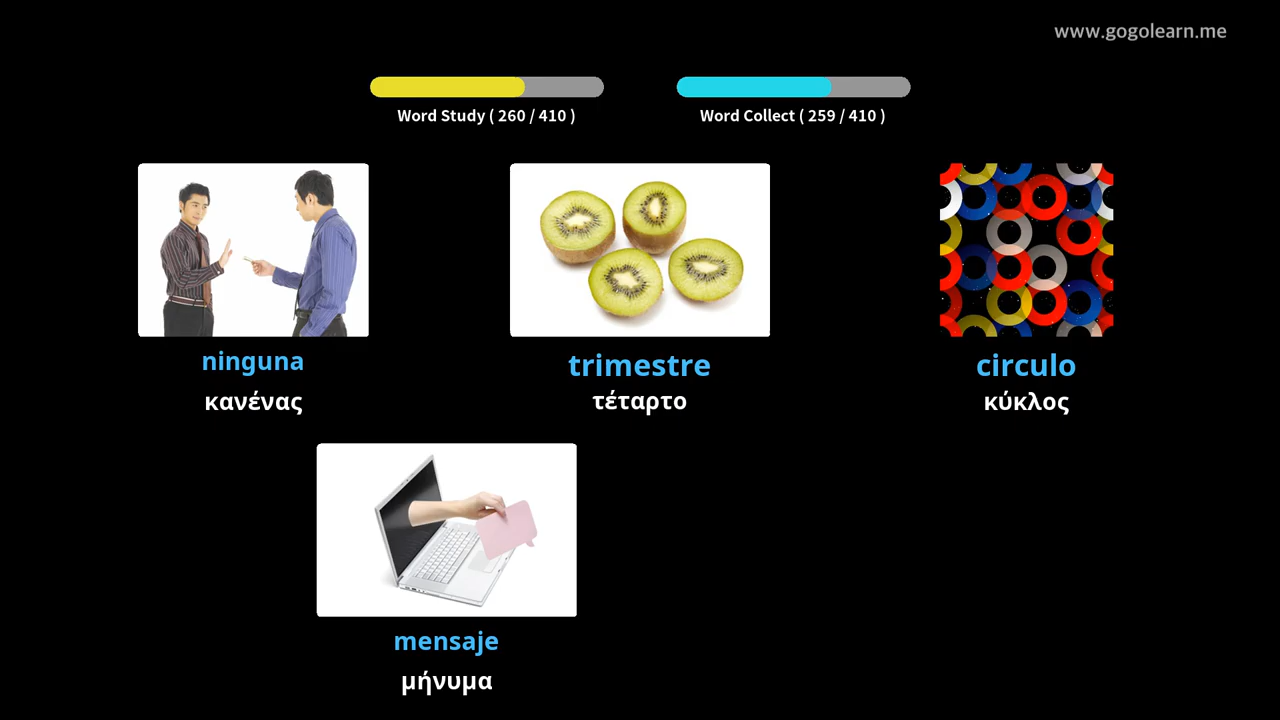 www.gogolearn.me
Word Study ( 260 / 410 )
Word Collect ( 259 / 410 )
ninguna
κανένας
trimestre
τέταρτο
circulo
κύκλος
mensaje
μήνυμα